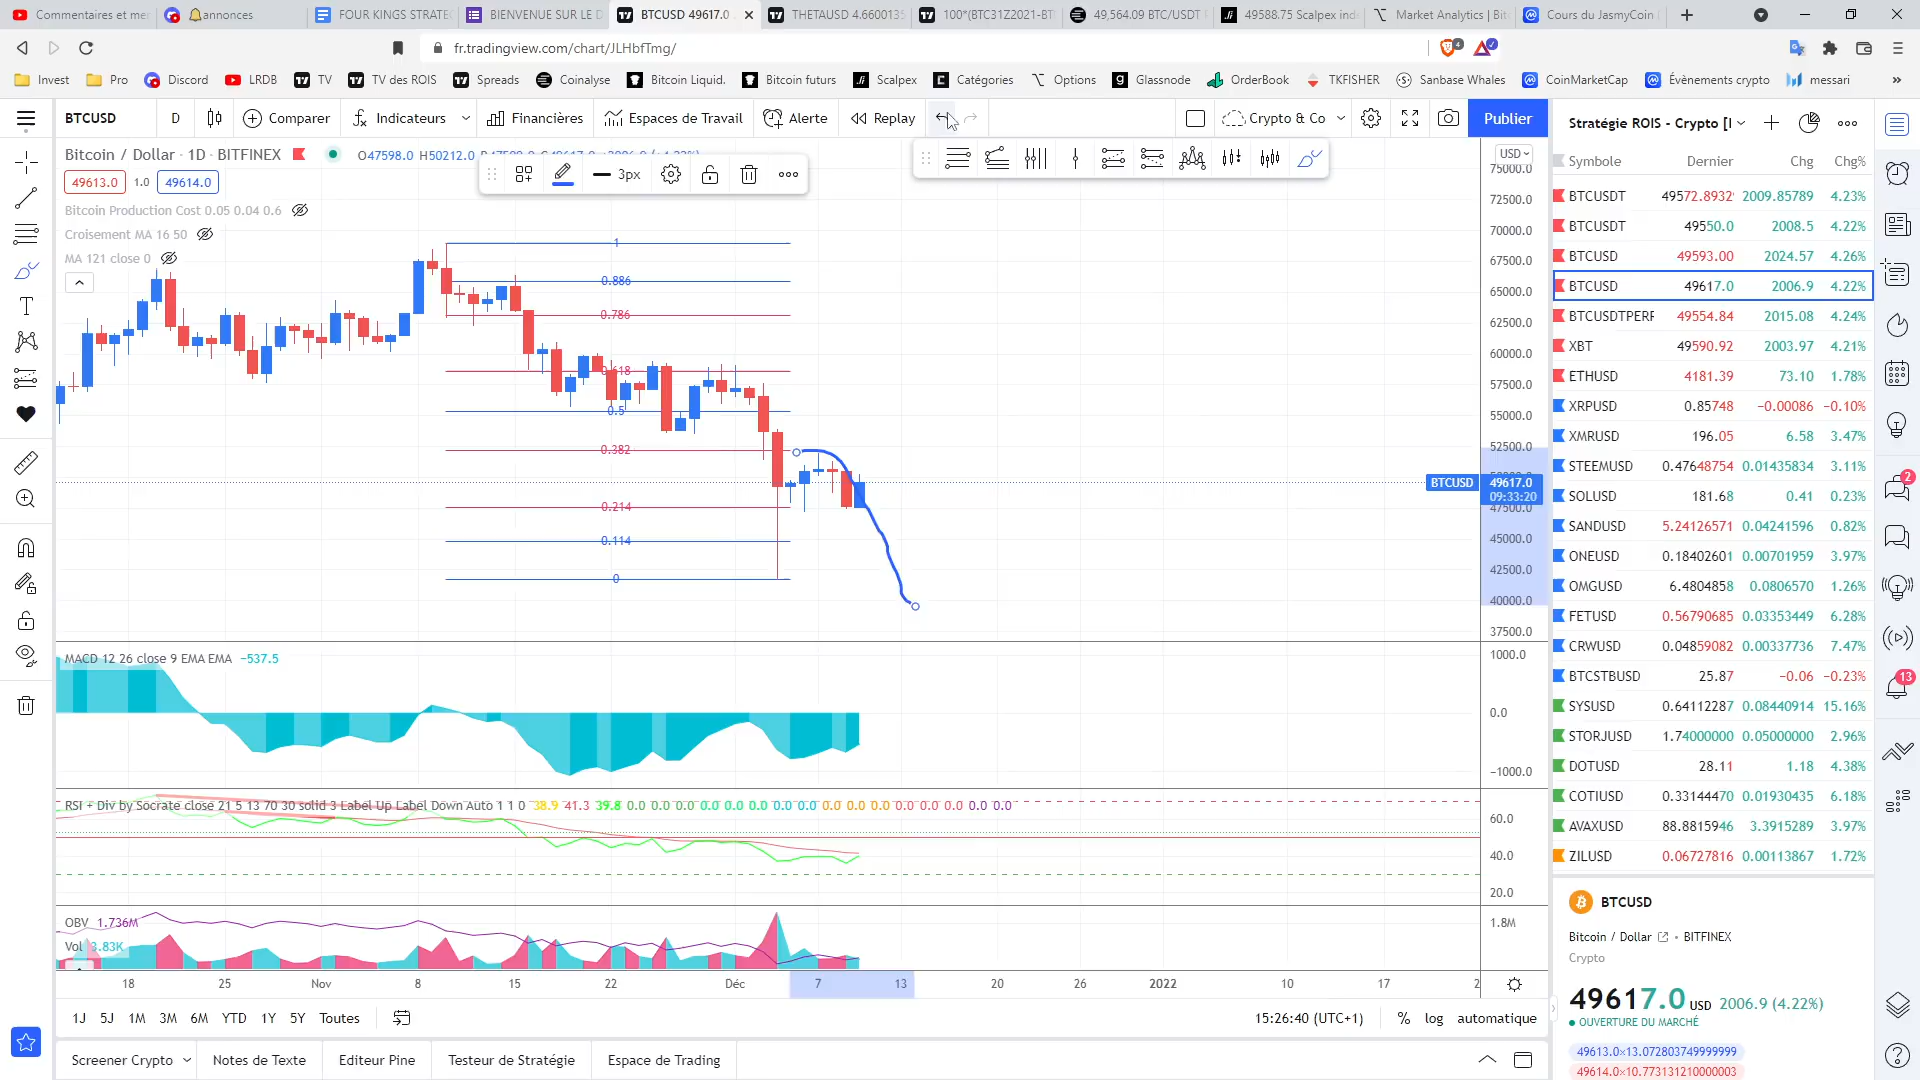 Commentaires et mes
annonces
FOUR KINGS STRATEG
BIENVENUE SUR LE D
BTCUSD 49617.0
THETAUSD 4.660013
100*(BTC31Z2021-BT
49,564.09 BTC/USDT P
49588.75 Scalpex ind
Market Analytics | Bit
Cours du JasmyCoin
fr.tradingview.com/chart/JLHbfTmg/
Invest
Pro
Discord
LRDB
TV
TV des ROIS
Spreads
Coinalyse
Bitcoin Liquid.
Bitcoin futurs
Scalpex
Catégories
Options
Glassnode
OrderBook
TKFISHER
Sanbase Whales
CoinMarketCap
Évènements crypto
messari
BTCUSD
D
Comparer
Indicateurs
Financières
Espaces de Travail
Alerte
Replay
Crypto & Co
Publier
Bitcoin / Dollar · 1D · BITFINEX
O47598.0 H50212.0
49613.0 1.0 49614.0
Bitcoin Production Cost 0.05 0.04 0.6
Croisement MA 16 50
MA 121 close 0
3px
1
0.886
0.786
0.618
0.5
0.382
0.214
0.114
0
USD
75000.0
72500.0
70000.0
67500.0
65000.0
62500.0
60000.0
57500.0
55000.0
52500.0
BTCUSD 49617.0
09:33:20
47500.0
45000.0
42500.0
40000.0
37500.0
MACD 12 26 close 9 EMA EMA −537.5
1000.0
0.0
−1000.0
RSI + Div by Socrate close 21 5 13 70 30 solid 3 Label Up Label Down Auto 1 1 0 38.9 41.3 39.8 0.0 0.0 0.0 0.0 0.0 0.0 0.0 0.0 0.0 0.0 0.0 0.0 0.0 0.0
60.0
40.0
20.0
OBV 1.736M
Vol 3.83K
1.8M
18 25 Nov 8 15 22 Déc 7 13 20 26 2022 10 17 2
1J 5J 1M 3M 6M YTD 1Y 5Y Toutes
15:26:40 (UTC+1) % log automatique
Screener Crypto
Notes de Texte
Editeur Pine
Testeur de Stratégie
Espace de Trading
Stratégie ROIS - Crypto [I
Symbole Dernier Chg Chg%
BTCUSDT 49572.8932 2009.85789 4.23%
BTCUSDT 49550.0 2008.5 4.22%
BTCUSD 49593.00 2024.57 4.26%
BTCUSD 49617.0 2006.9 4.22%
BTCUSDTPERP 49554.84 2015.08 4.24%
XBT 49590.92 2003.97 4.21%
ETHUSD 4181.39 73.10 1.78%
XRPUSD 0.85748 −0.00086 −0.10%
XMRUSD 196.05 6.58 3.47%
STEEMUSD 0.47648754 0.01435834 3.11%
SOLUSD 181.68 0.41 0.23%
SANDUSD 5.24126571 0.04241596 0.82%
ONEUSD 0.18402601 0.00701959 3.97%
OMGUSD 6.4804858 0.0806570 1.26%
FETUSD 0.56790685 0.03353449 6.28%
CRWUSD 0.04859082 0.00337736 7.47%
BTCSTBUSD 25.87 −0.06 −0.23%
SYSUSD 0.64112287 0.08440914 15.16%
STORJUSD 1.74000000 0.05000000 2.96%
DOTUSD 28.11 1.18 4.38%
COTIUSD 0.33144470 0.01930435 6.18%
AVAXUSD 88.8815946 3.3915289 3.97%
ZILUSD 0.06727816 0.00113867 1.72%
BTCUSD
Bitcoin / Dollar • BITFINEX
Crypto
49617.0 USD 2006.9 (4.22%)
OUVERTURE DU MARCHÉ
49613.0×13.072803749999999
49614.0×10.773131210000003
4
2
13